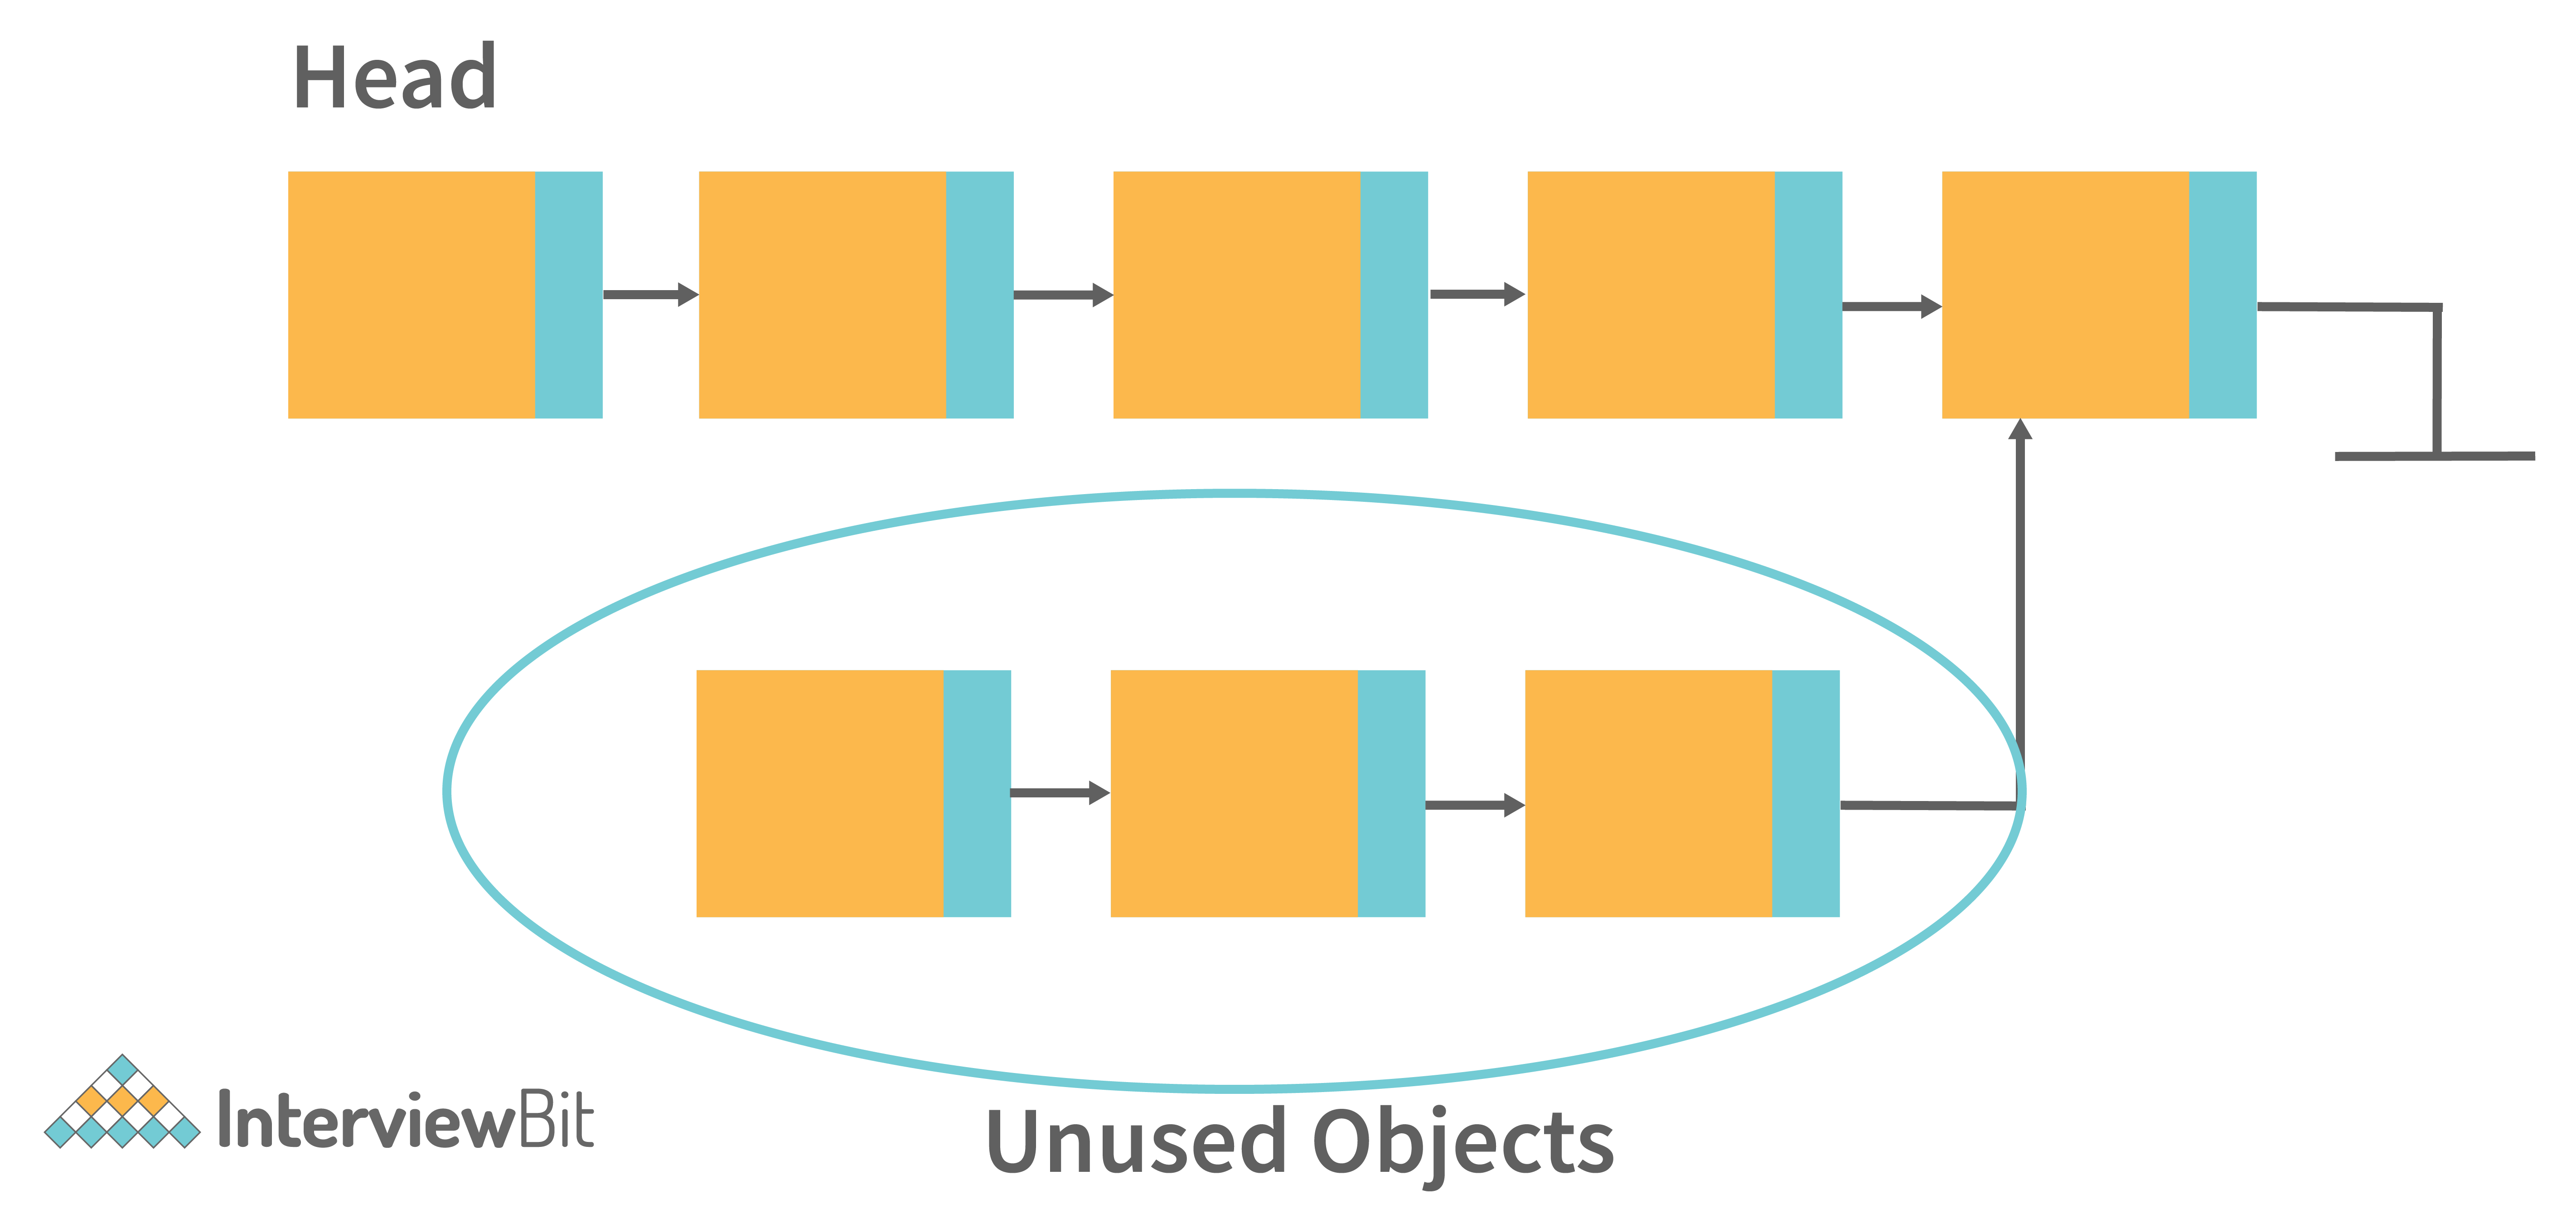 Head
Unused Objects
InterviewBit